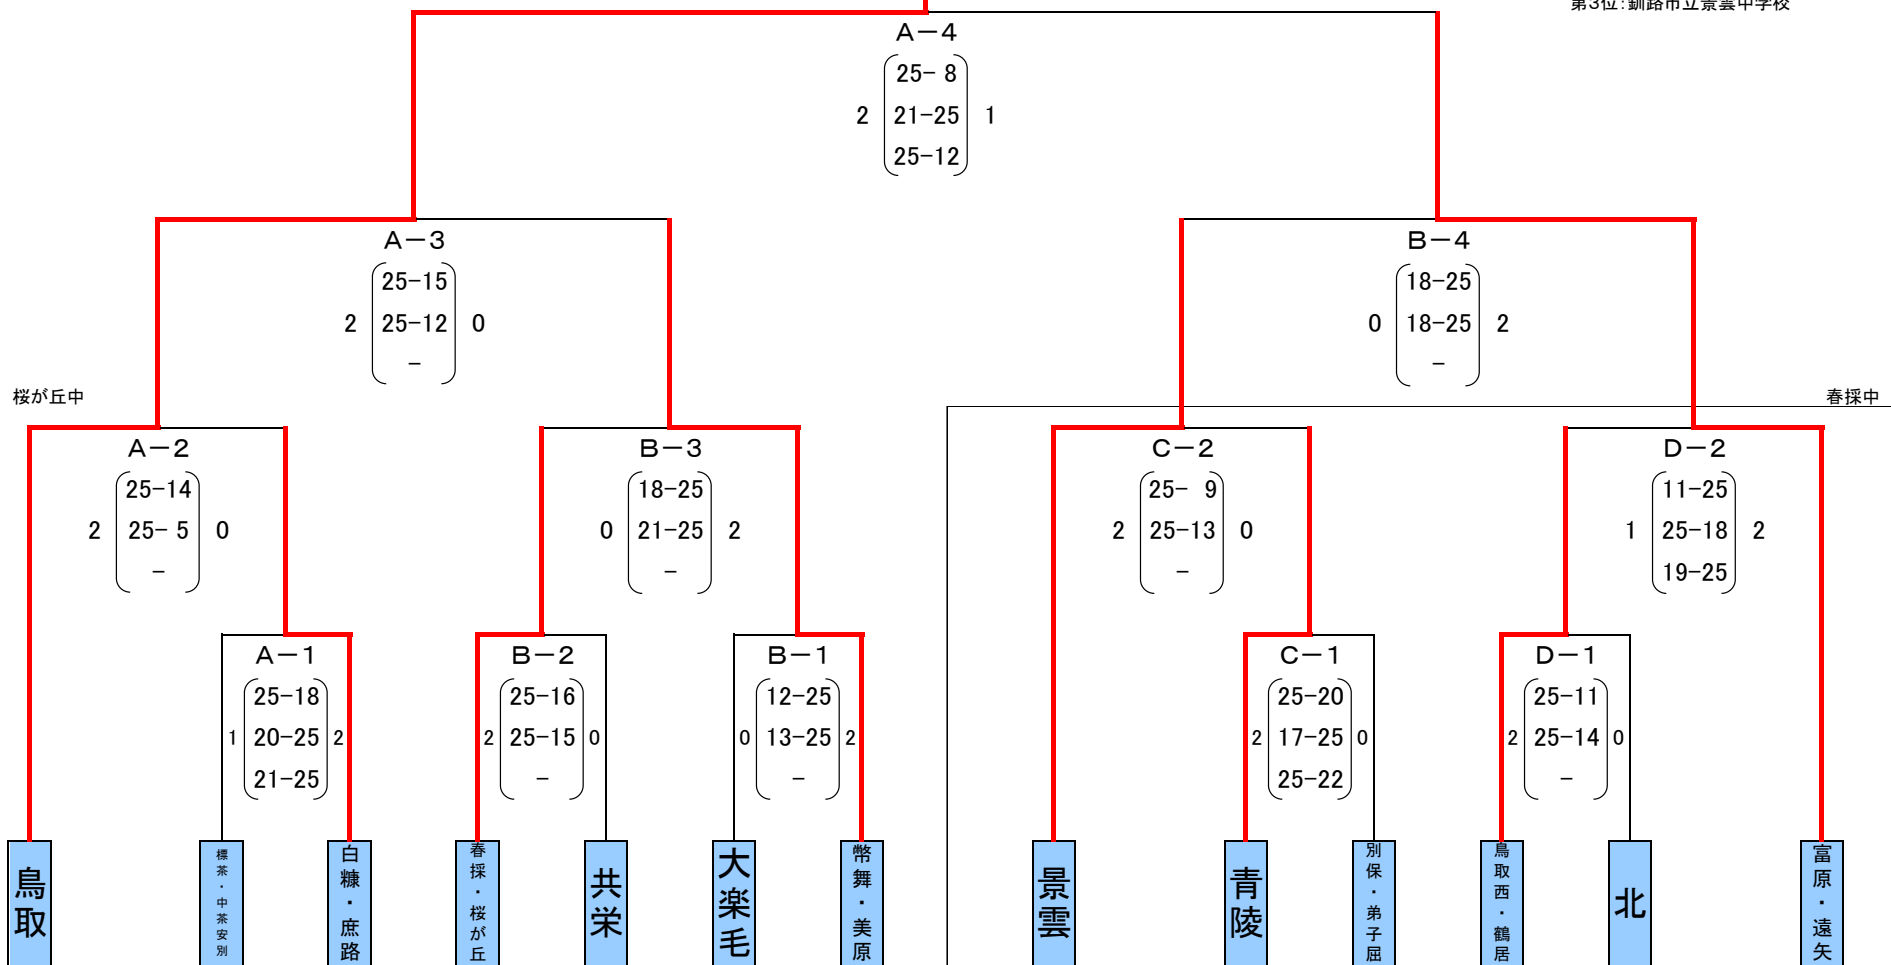 第3位：釧路市立景雲中学校
A－4
25- 8
2 21-25 1
25-12
A－3
25-15
2 25-12 0
-
B－4
18-25
0 18-25 2
-
桜が丘中
春採中
A－2
25-14
2 25- 5 0
-
B－3
18-25
0 21-25 2
-
C－2
25- 9
2 25-13 0
-
D－2
11-25
1 25-18 2
19-25
A－1
25-18
1 20-25 2
21-25
B－2
25-16
2 25-15 0
-
B－1
12-25
0 13-25 2
-
C－1
25-20
2 17-25 0
25-22
D－1
25-11
2 25-14 0
-
鳥取
標茶・中茶安別
白糠・庶路
春採・桜が丘
共栄
大楽毛
幣舞・美原
景雲
青陵
別保・弟子屈
鳥取西・鶴居
北
富原・遠矢